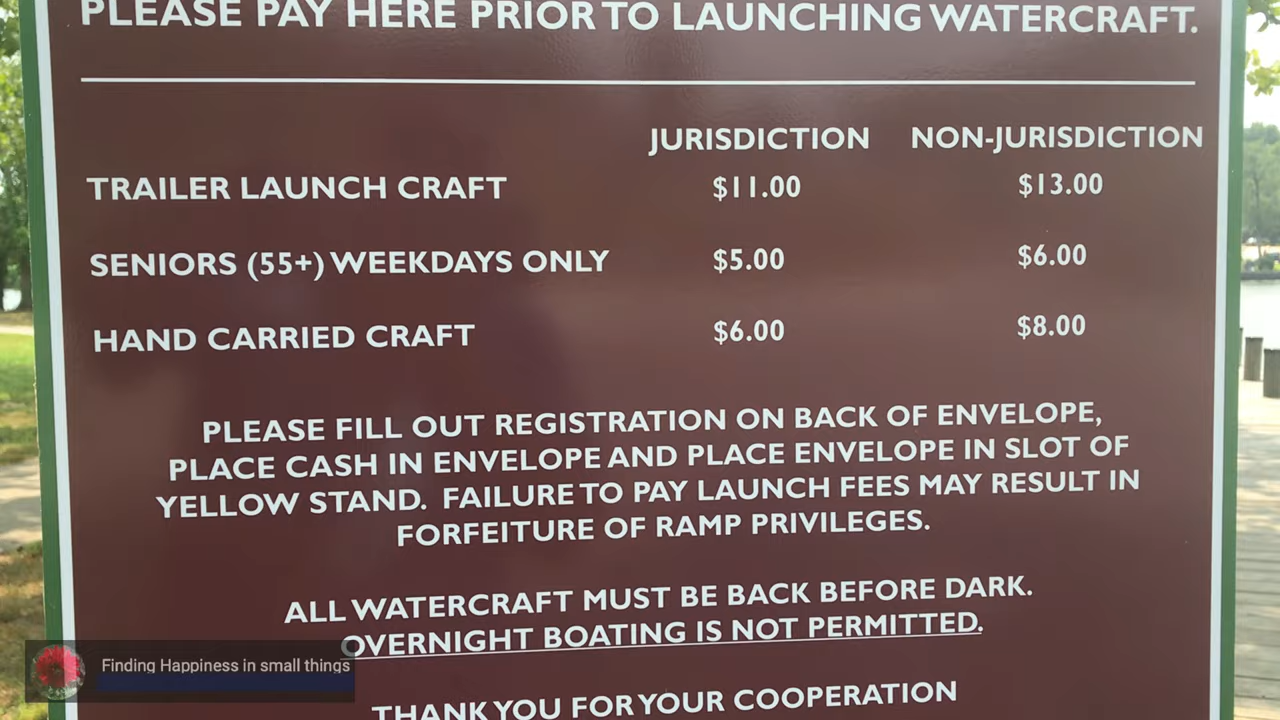 PLEASE PAY HERE PRIOR TO LAUNCHING WATERCRAFT.
JURISDICTION NON-JURISDICTION
TRAILER LAUNCH CRAFT $11.00 $13.00
SENIORS (55+) WEEKDAYS ONLY $5.00 $6.00
HAND CARRIED CRAFT $6.00 $8.00
PLEASE FILL OUT REGISTRATION ON BACK OF ENVELOPE,
PLACE CASH IN ENVELOPE AND PLACE ENVELOPE IN SLOT OF
YELLOW STAND. FAILURE TO PAY LAUNCH FEES MAY RESULT IN
FORFEITURE OF RAMP PRIVILEGES.
ALL WATERCRAFT MUST BE BACK BEFORE DARK.
OVERNIGHT BOATING IS NOT PERMITTED.
Finding Happiness in small things
THANK YOU FOR YOUR COOPERATION